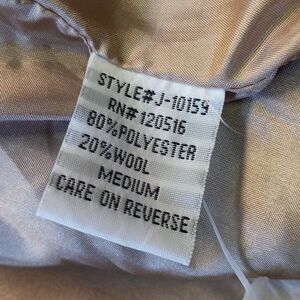 STYLE#J-10159
RN#120516
80%POLYESTER
20%WOOL
MEDIUM
CARE ON REVERSE